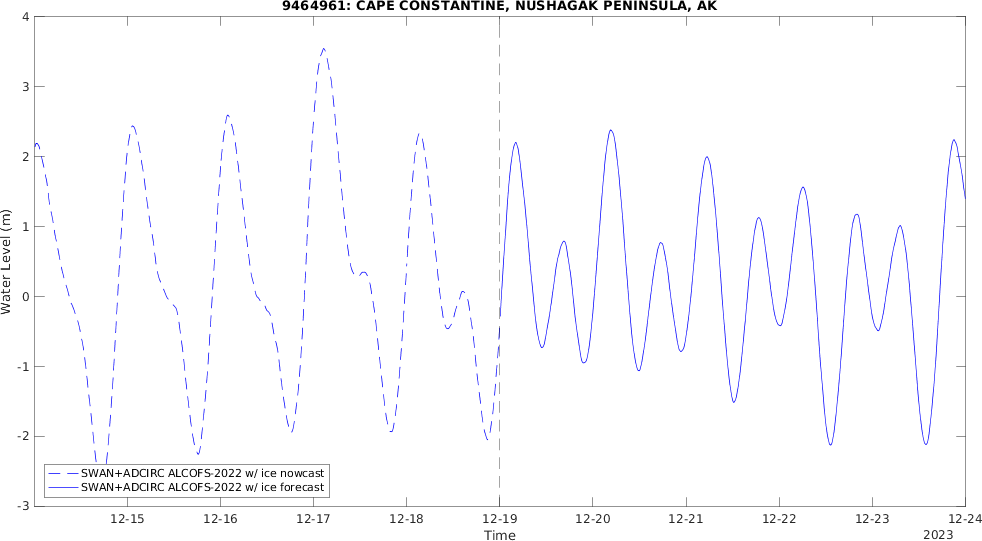 9464961: CAPE CONSTANTINE, NUSHAGAK PENINSULA, AK
4
3
2
1
0
-1
-2
-3
Water Level (m)
SWAN+ADCIRC ALCOFS-2022 w/ ice nowcast
SWAN+ADCIRC ALCOFS-2022 w/ ice forecast
12-15 12-16 12-17 12-18 12-19 12-20 12-21 12-22 12-23 12-24
Time
2023